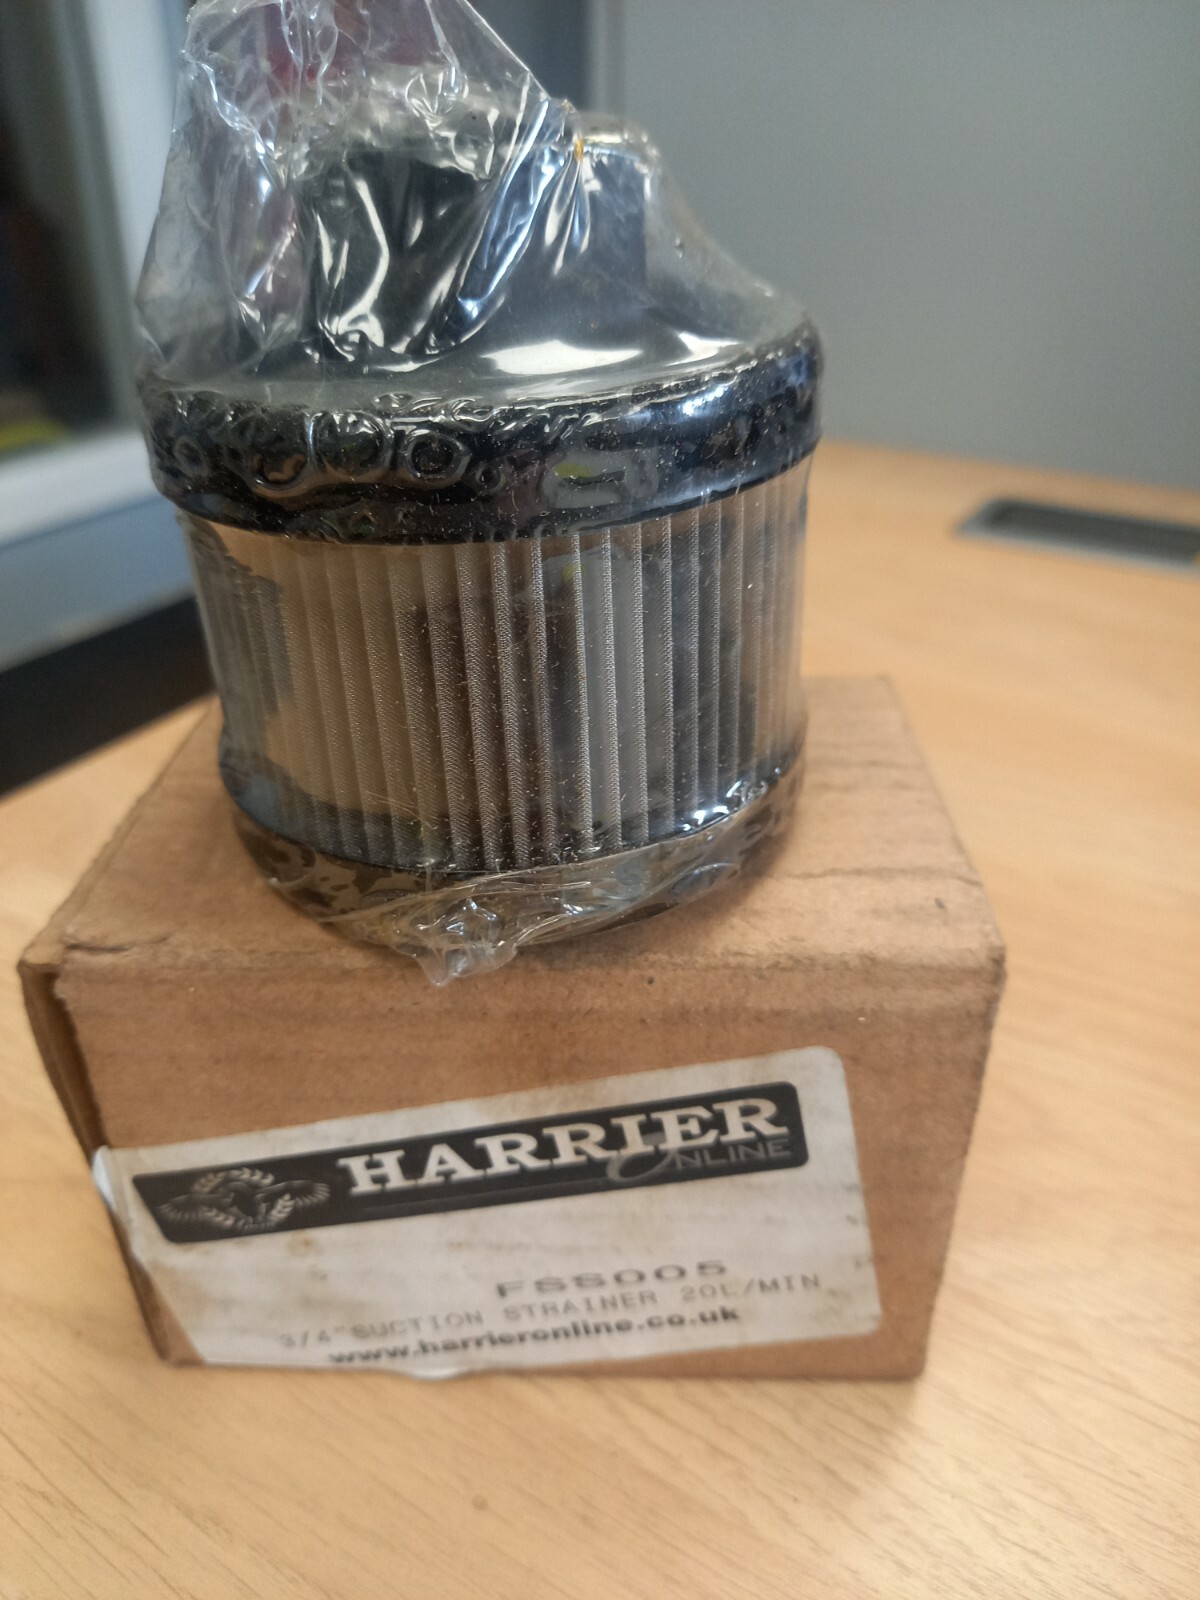 HARRIER
ONLINE
FSS005
3/4"SUCTION STRAINER 20L/MIN
www.harrieronline.co.uk